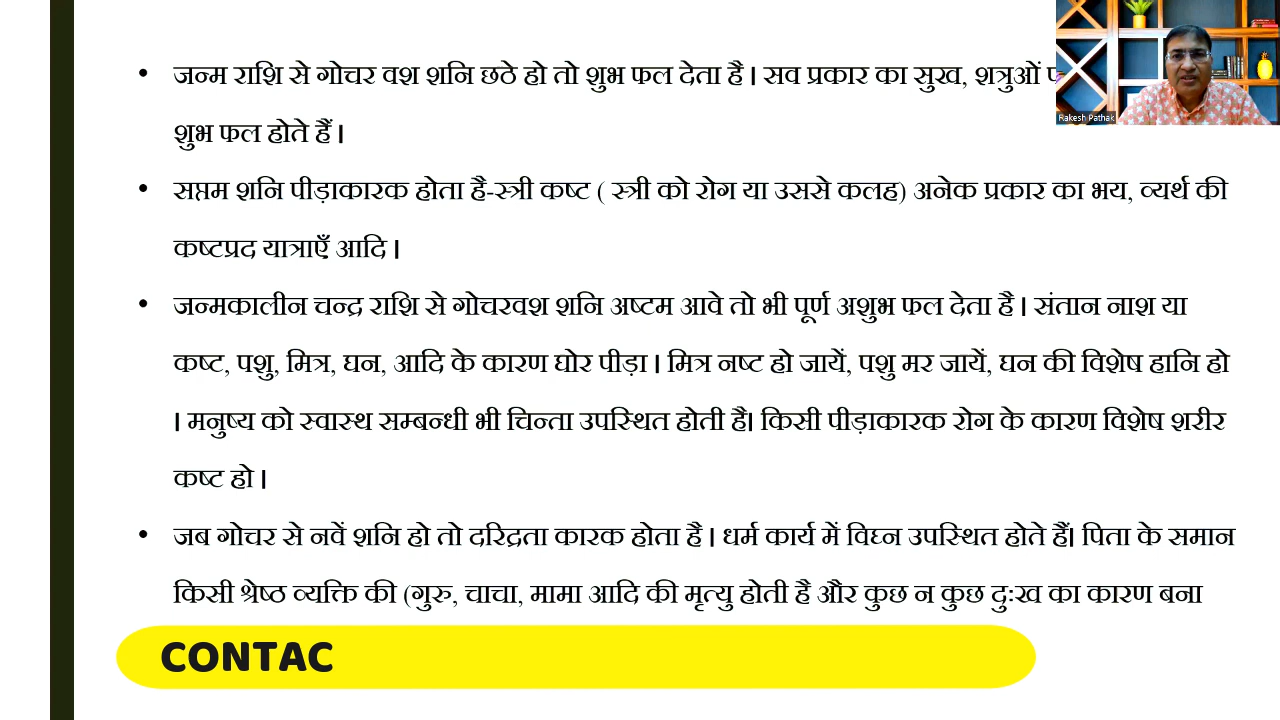 • जन्म राशि से गोचर वश शनि छठे हो तो शुभ फल देता है । सव प्रकार का सुख, शत्रुओं
शुभ फल होते हैं ।
• सप्तम शनि पीड़ाकारक होता है-स्त्री कष्ट ( स्त्री को रोग या उससे कलह) अनेक प्रकार का भय, व्यर्थ की
कष्टप्रद यात्राएँ आदि ।
• जन्मकालीन चन्द्र राशि से गोचरवश शनि अष्टम आवे तो भी पूर्ण अशुभ फल देता है । संतान नाश या
कष्ट, पशु, मित्र, घन, आदि के कारण घोर पीड़ा । मित्र नष्ट हो जायें, पशु मर जायें, घन की विशेष हानि हो
। मनुष्य को स्वास्थ सम्बन्धी भी चिन्ता उपस्थित होती है। किसी पीड़ाकारक रोग के कारण विशेष शरीर
कष्ट हो ।
• जब गोचर से नवें शनि हो तो दरिद्रता कारक होता है । धर्म कार्य में विघ्न उपस्थित होते हैं। पिता के समान
किसी श्रेष्ठ व्यक्ति की (गुरु, चाचा, मामा आदि की मृत्यु होती है और कुछ न कुछ दुःख का कारण बना
CONTAC
Rakesh Pathak